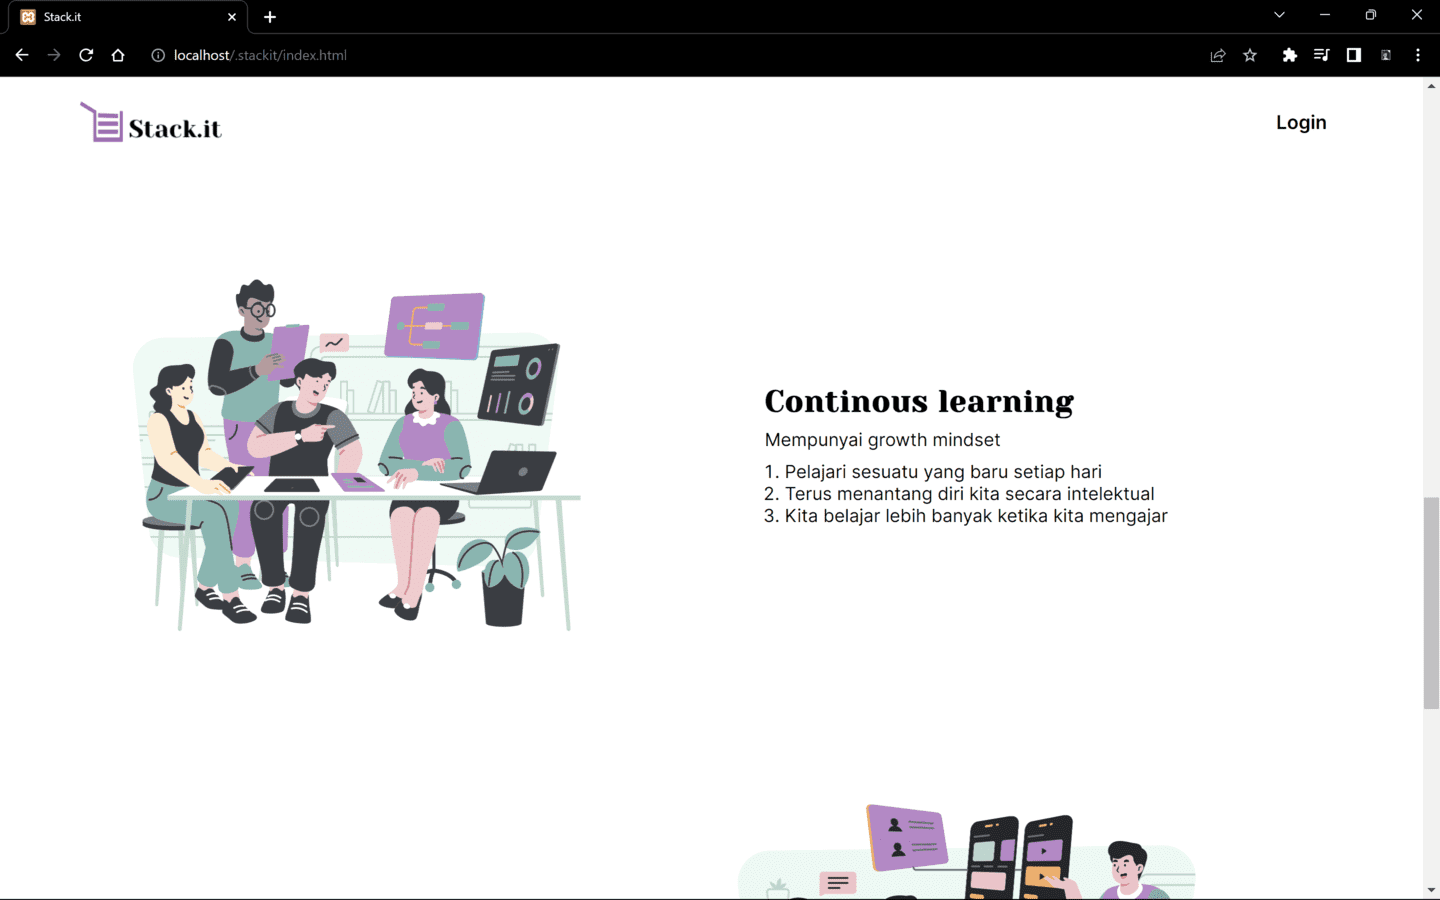 Stack.it
localhost/.stackit/index.html
Stack.it
Login
Continous learning
Mempunyai growth mindset
1. Pelajari sesuatu yang baru setiap hari
2. Terus menantang diri kita secara intelektual
3. Kita belajar lebih banyak ketika kita mengajar